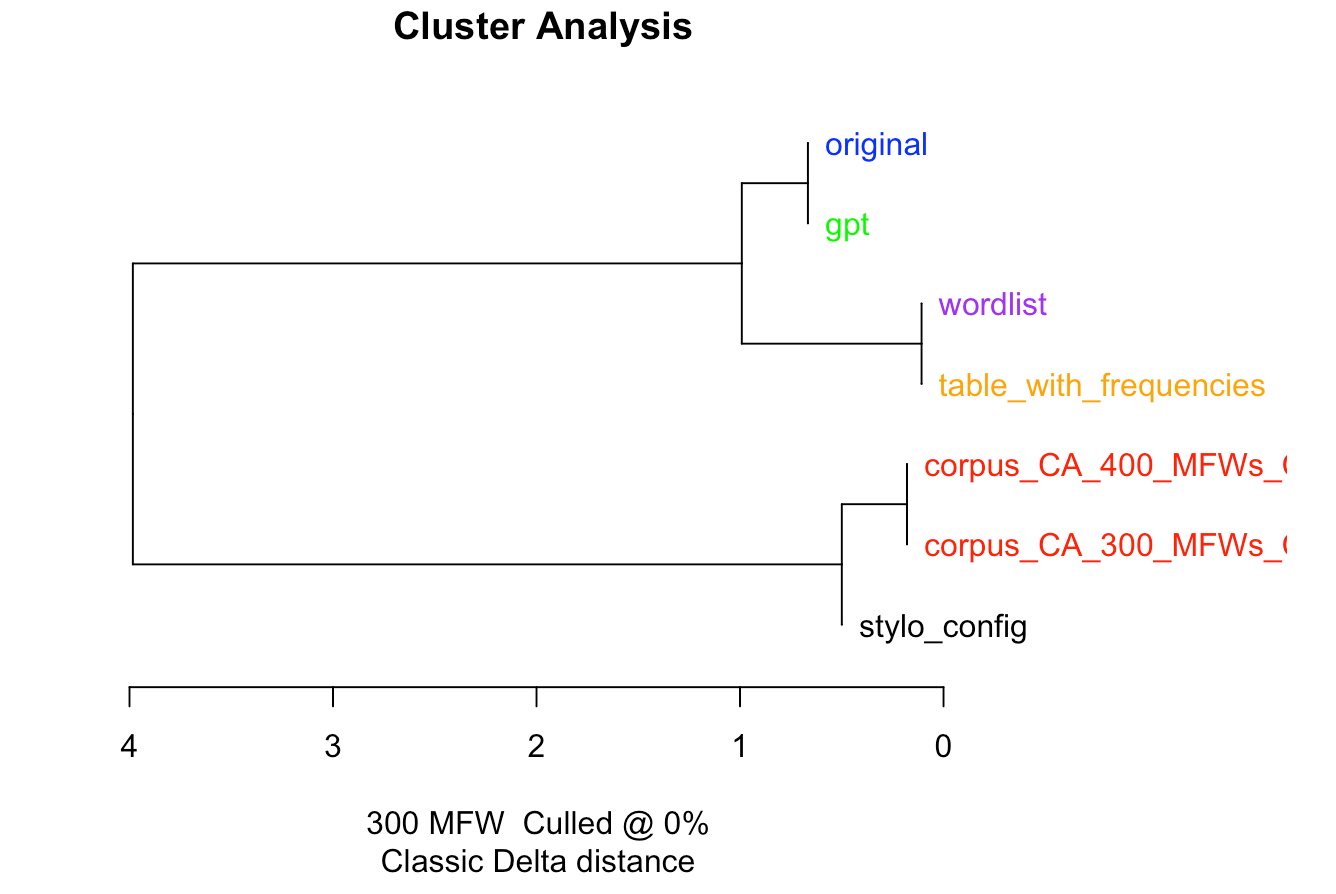 Cluster Analysis
original
gpt
wordlist
table_with_frequencies
corpus_CA_400_MFWs_
corpus_CA_300_MFWs_
stylo_config
4 3 2 1 0
300 MFW  Culled @ 0%
Classic Delta distance